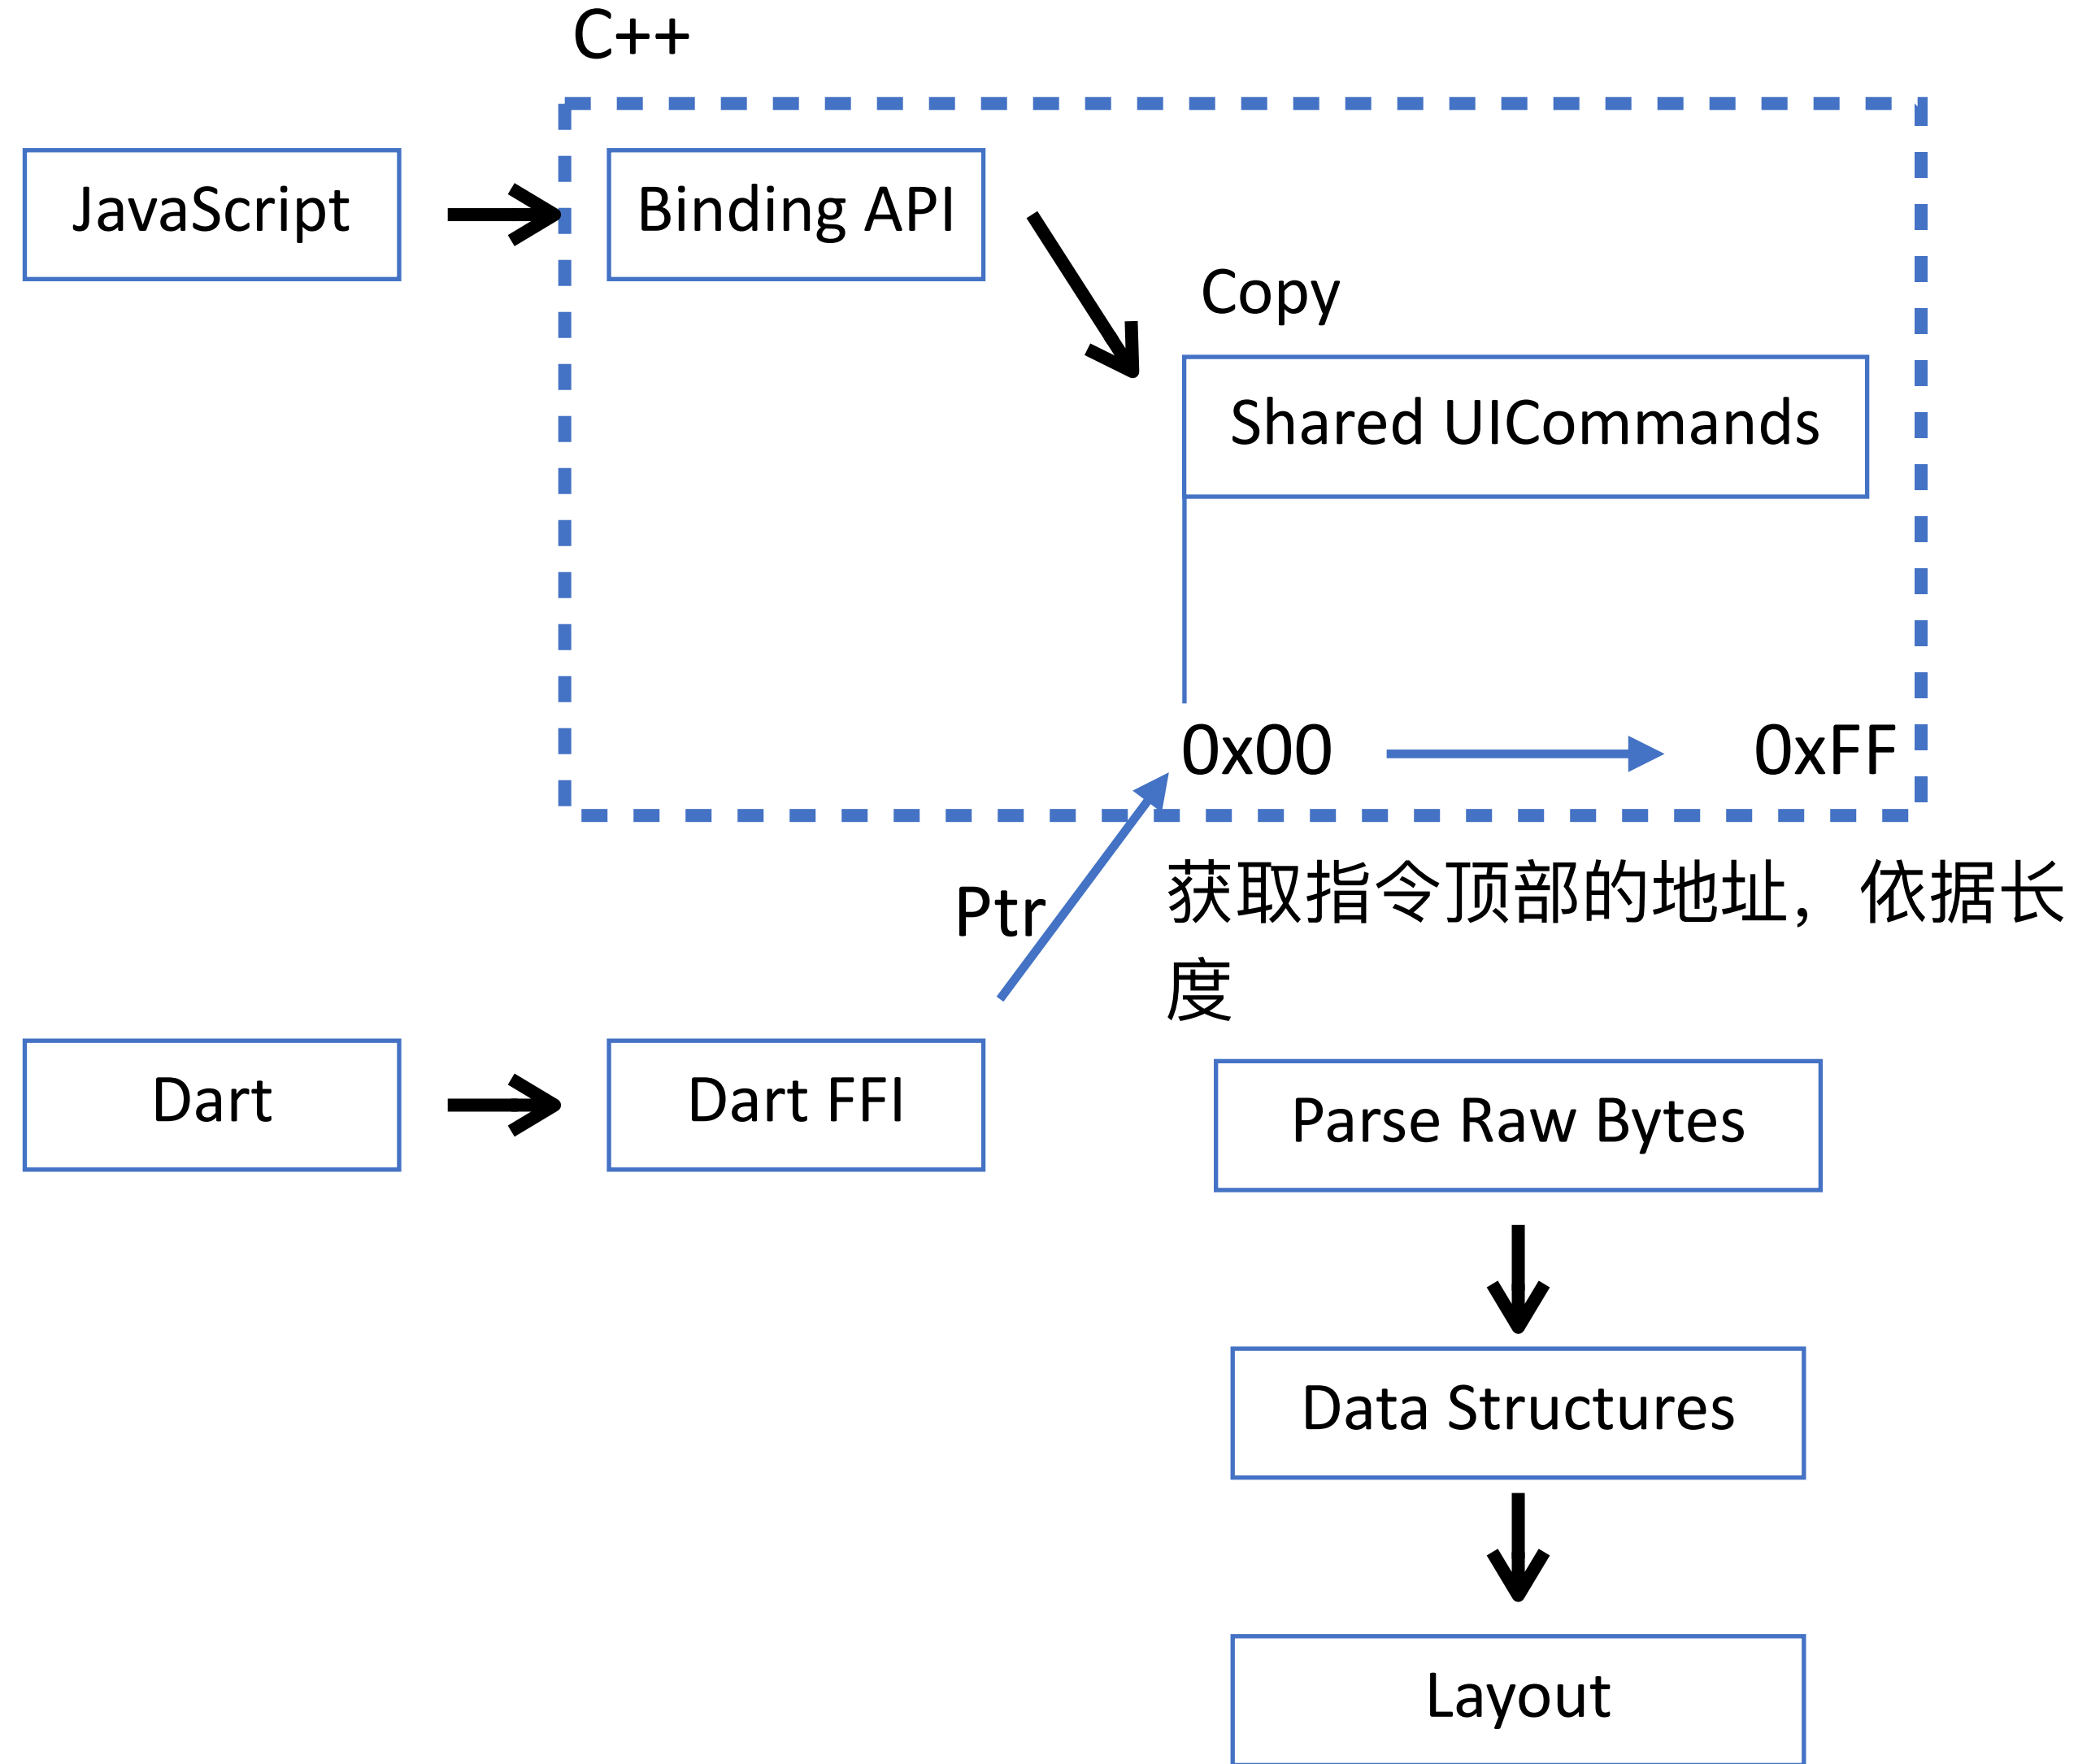 C++
JavaScript
Binding API
Copy
Shared UICommands
0x00
0xFF
Ptr
获取指令顶部的地址，依据长
度
Dart
Dart FFI
Parse Raw Bytes
Data Structures
Layout